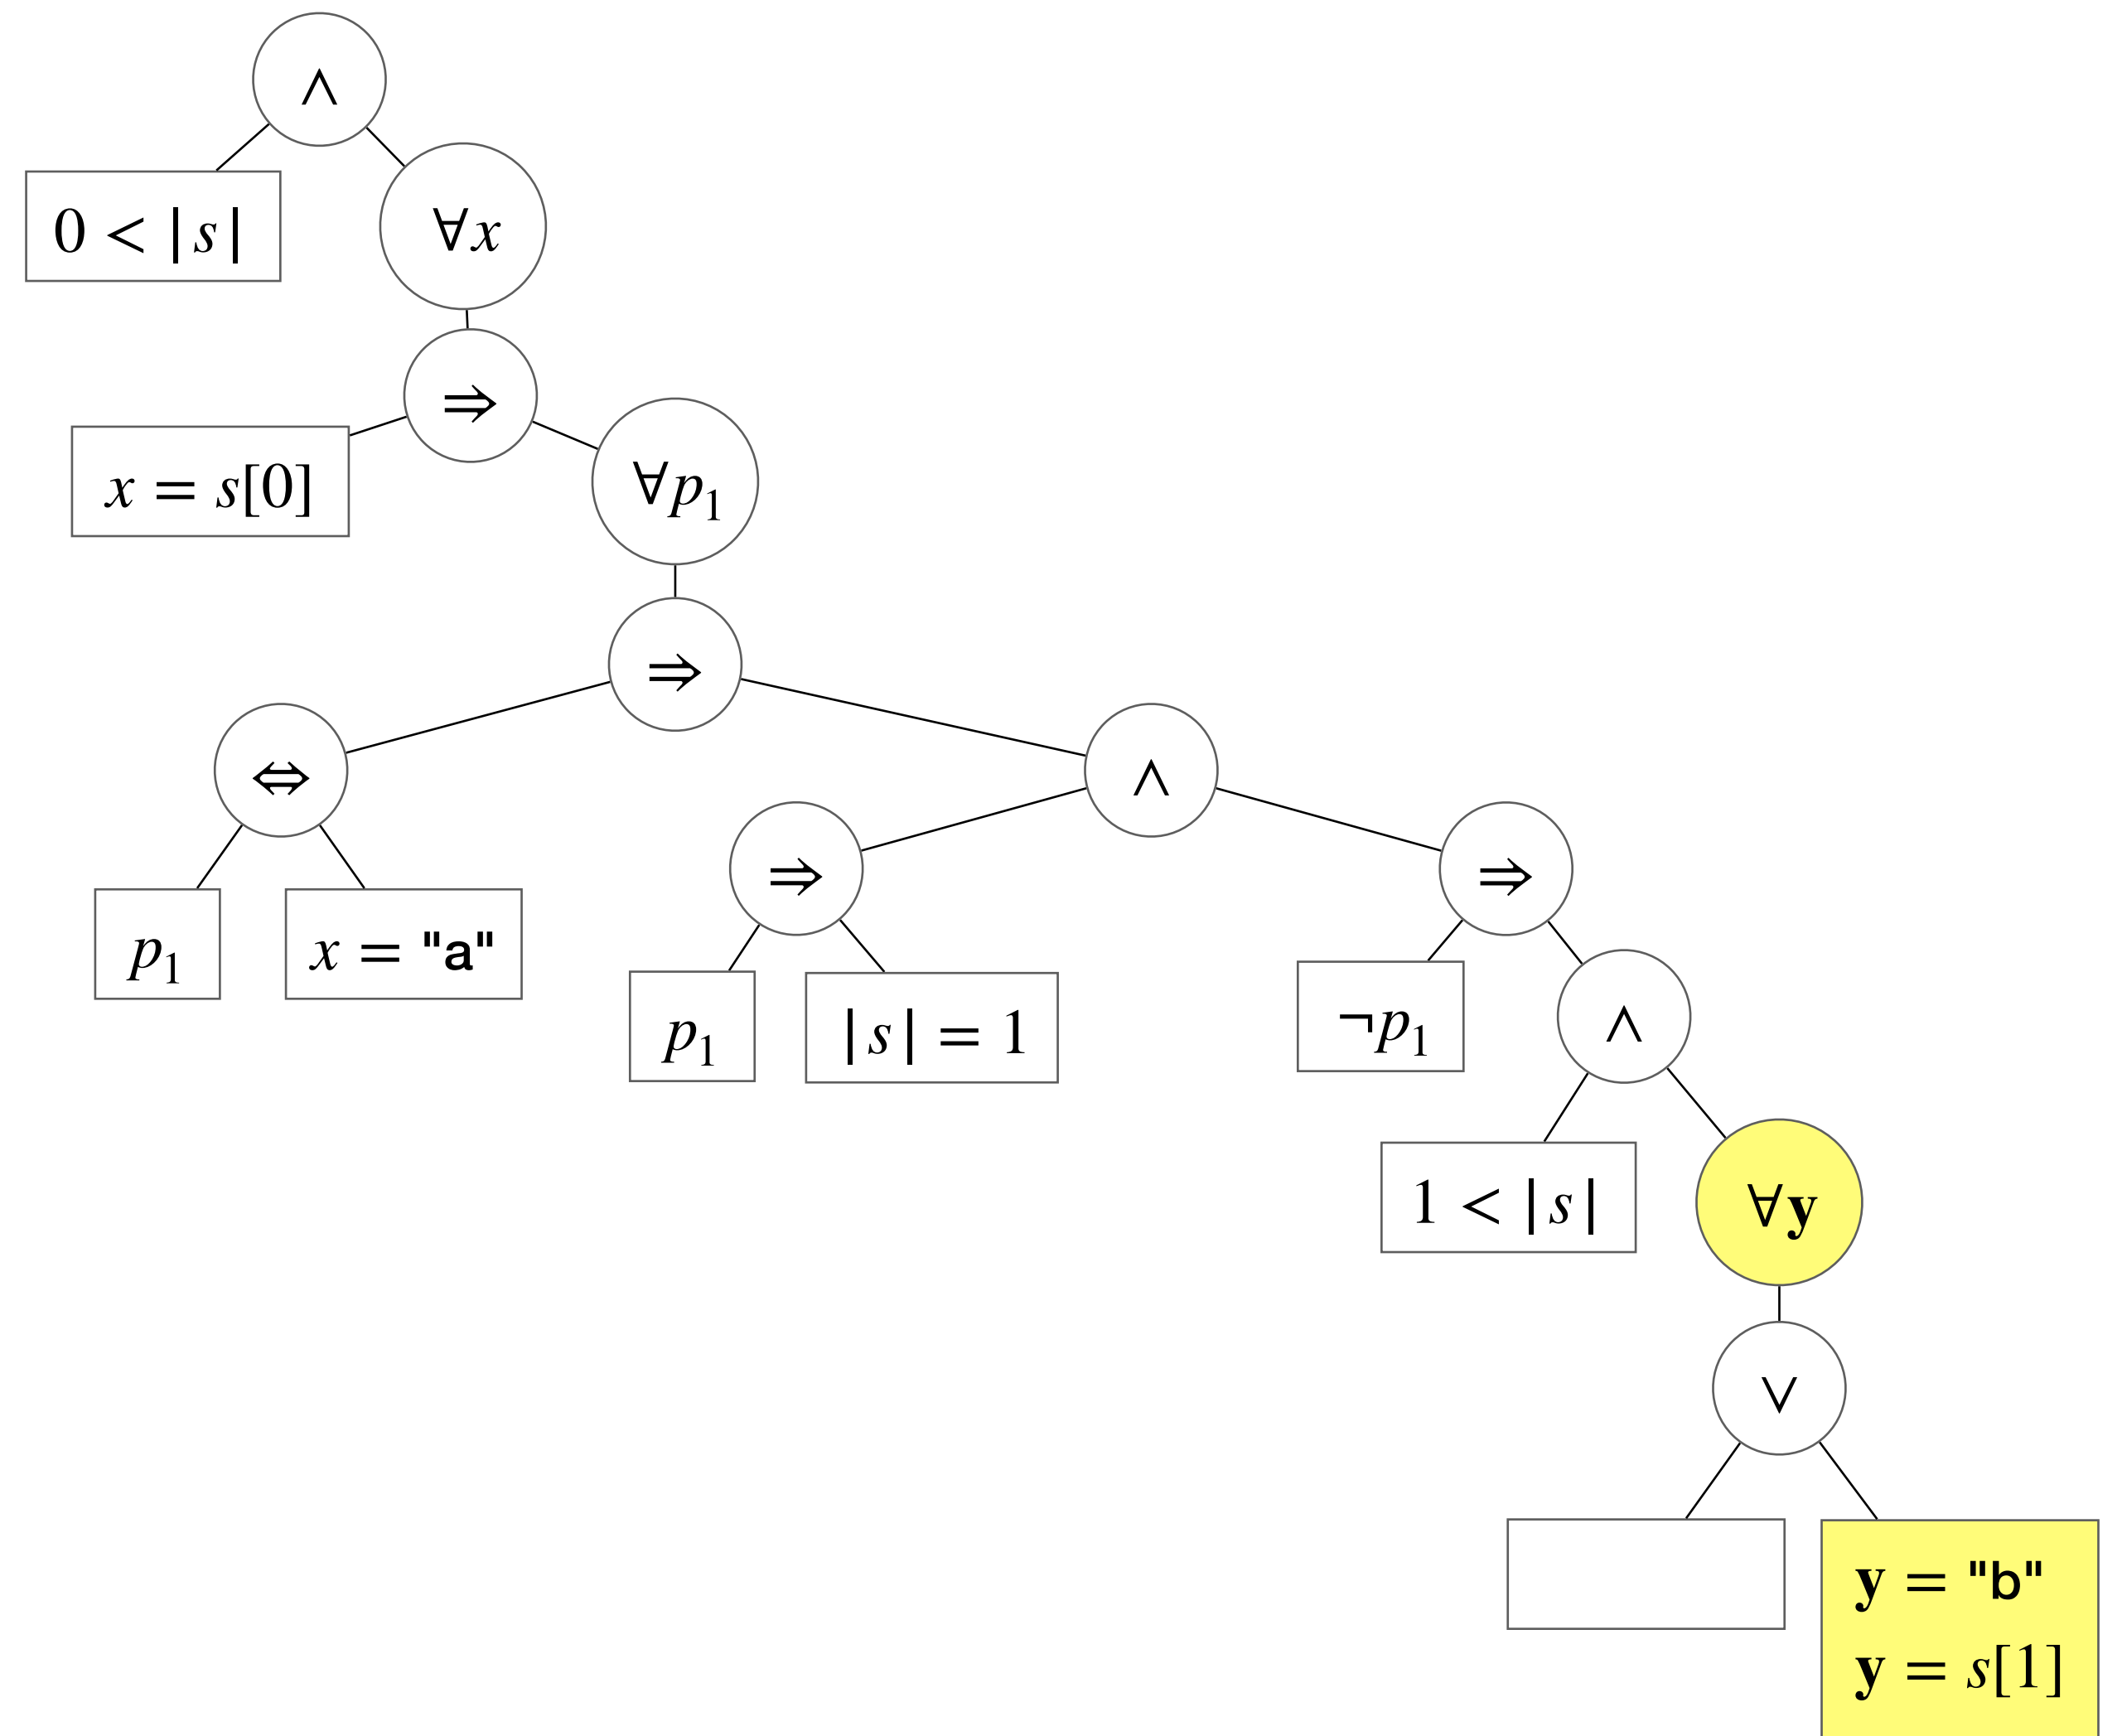 ∧
0 < |s|
∀x
⇒
x = s[0]
∀p₁
⇒
⇔
∧
p₁
x = "a"
⇒
⇒
p₁
|s| = 1
¬p₁
∧
1 < |s|
∀y
∨
y = "b"
y = s[1]